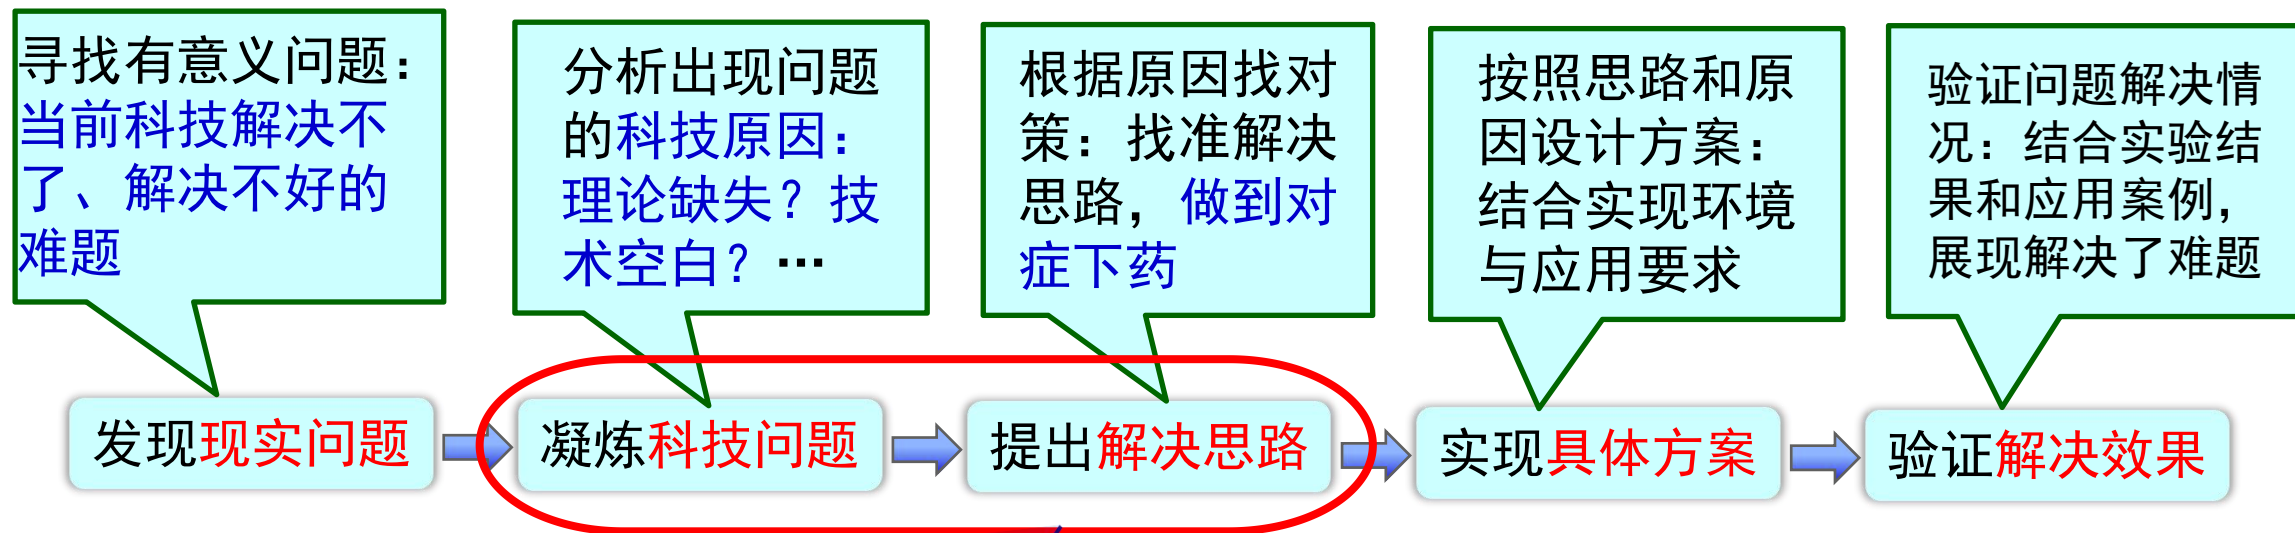 寻找有意义问题：
当前科技解决不
了、解决不好的
难题
分析出现问题
的科技原因：
理论缺失？技
术空白？…
根据原因找对
策：找准解决
思路，做到对
症下药
按照思路和原
因设计方案：
结合实现环境
与应用要求
验证问题解决情
况：结合实验结
果和应用案例，
展现解决了难题
发现现实问题
凝炼科技问题
提出解决思路
实现具体方案
验证解决效果